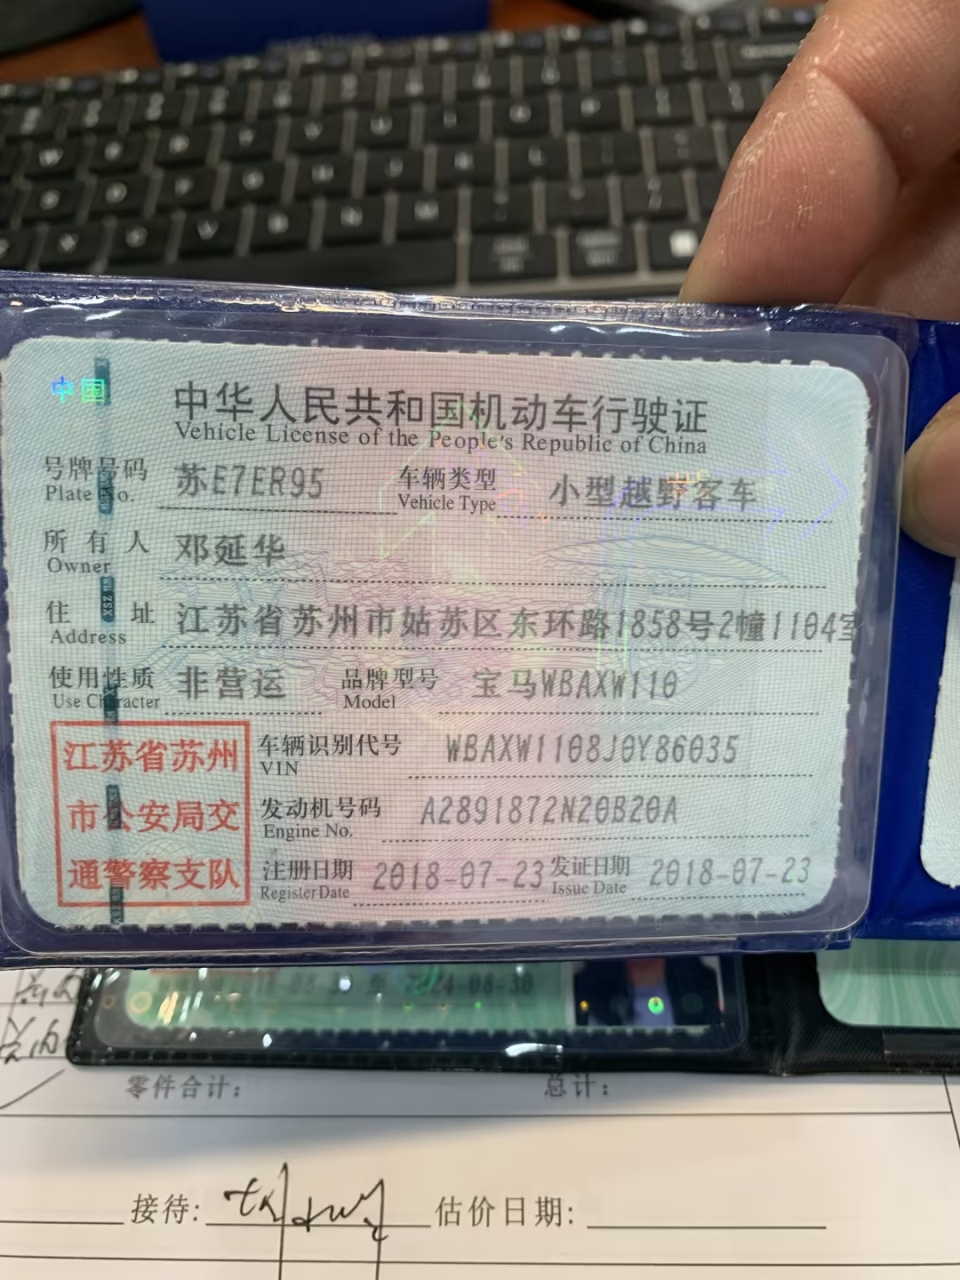 中国
中华人民共和国机动车行驶证
Vehicle License of the People's Republic of China
号牌号码 苏E7ER95 车辆类型 小型越野客车
Plate No. Vehicle Type
所有人 邓延华
Owner
住址 江苏省苏州市姑苏区东环路1858号2幢1104室
Address
使用性质 非营运 品牌型号 宝马WBAXW110
Use Character Model
江苏省苏州
市公安局交
通警察支队
车辆识别代号 WBAXW1108J0Y86035
VIN
发动机号码 A2891872N20B20A
Engine No.
注册日期 2018-07-23 发证日期 2018-07-23
Register Date Issue Date
零件合计: 总计:
接待: 估价日期: